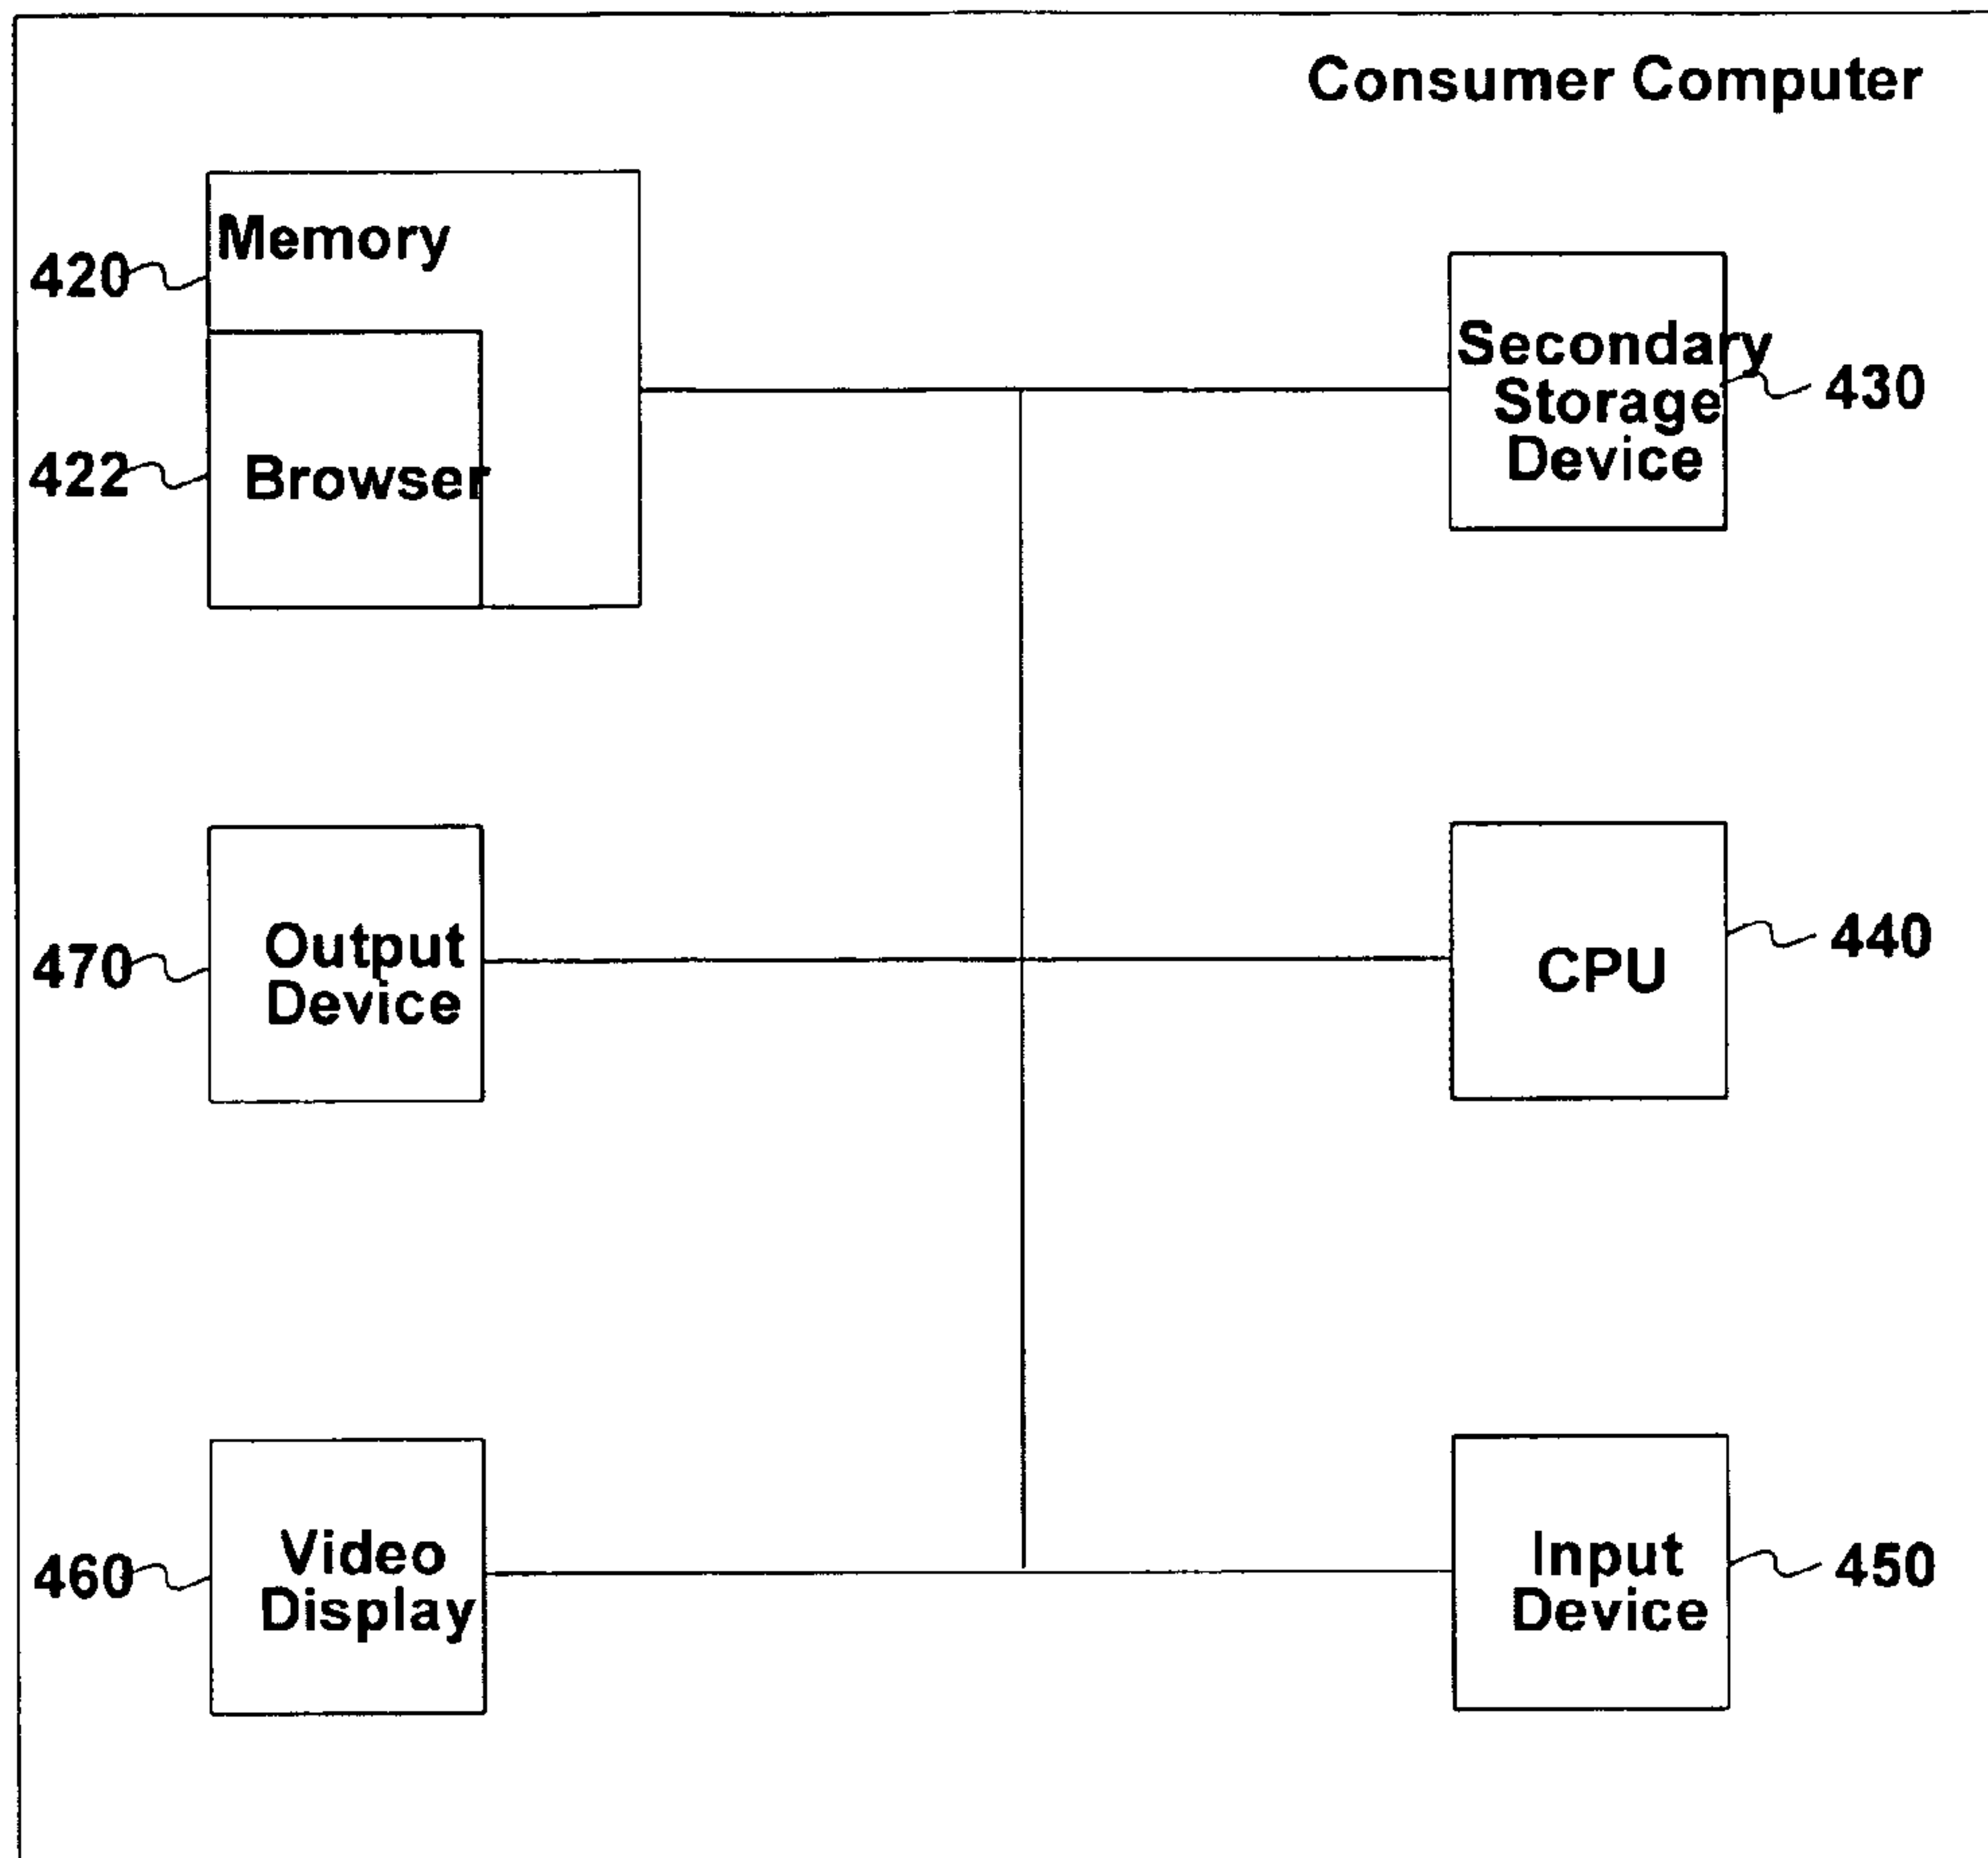 Consumer Computer
Memory
420
Secondary
Storage
Device
430
422
Browser
Output
Device
470
CPU
440
Video
Display
460
Input
Device
450